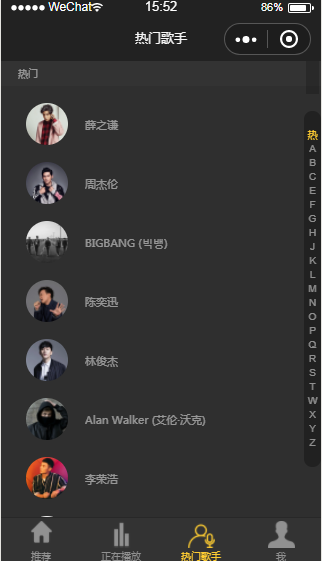 WeChat 15:52 86%
热门歌手
热门
薛之谦
周杰伦
BIGBANG (빅뱅)
陈奕迅
林俊杰
Alan Walker (艾伦·沃克)
李荣浩
热
A
B
C
E
F
G
H
J
K
L
M
N
O
P
Q
R
S
T
W
X
Y
Z
推荐 正在播放 热门歌手 我